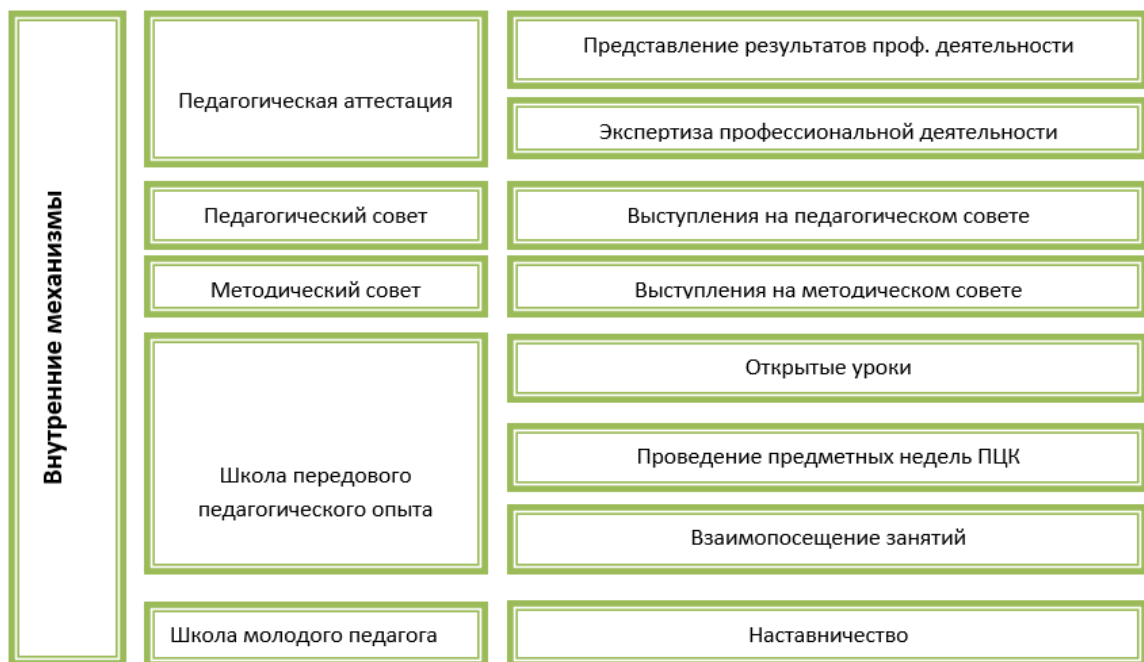 Внутренние механизмы
Педагогическая аттестация
Представление результатов проф. деятельности
Экспертиза профессиональной деятельности
Педагогический совет
Выступления на педагогическом совете
Методический совет
Выступления на методическом совете
Школа передового
педагогического опыта
Открытые уроки
Проведение предметных недель ПЦК
Взаимопосещение занятий
Школа молодого педагога
Наставничество